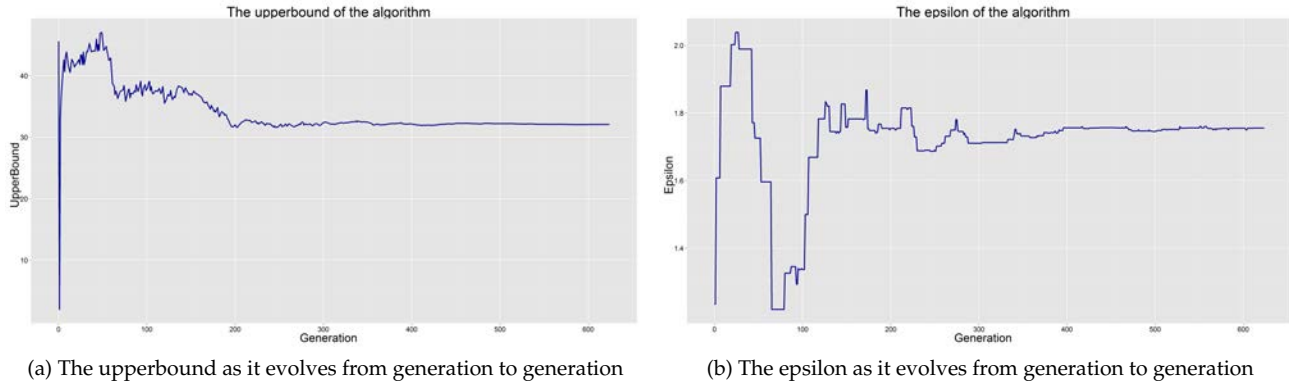 The upperbound of the algorithm
UpperBound
40
30
20
10
0
100
200
300
400
500
600
Generation
(a) The upperbound as it evolves from generation to generation
The epsilon of the algorithm
Epsilon
2.0
1.8
1.6
1.4
0
100
200
300
400
500
600
Generation
(b) The epsilon as it evolves from generation to generation